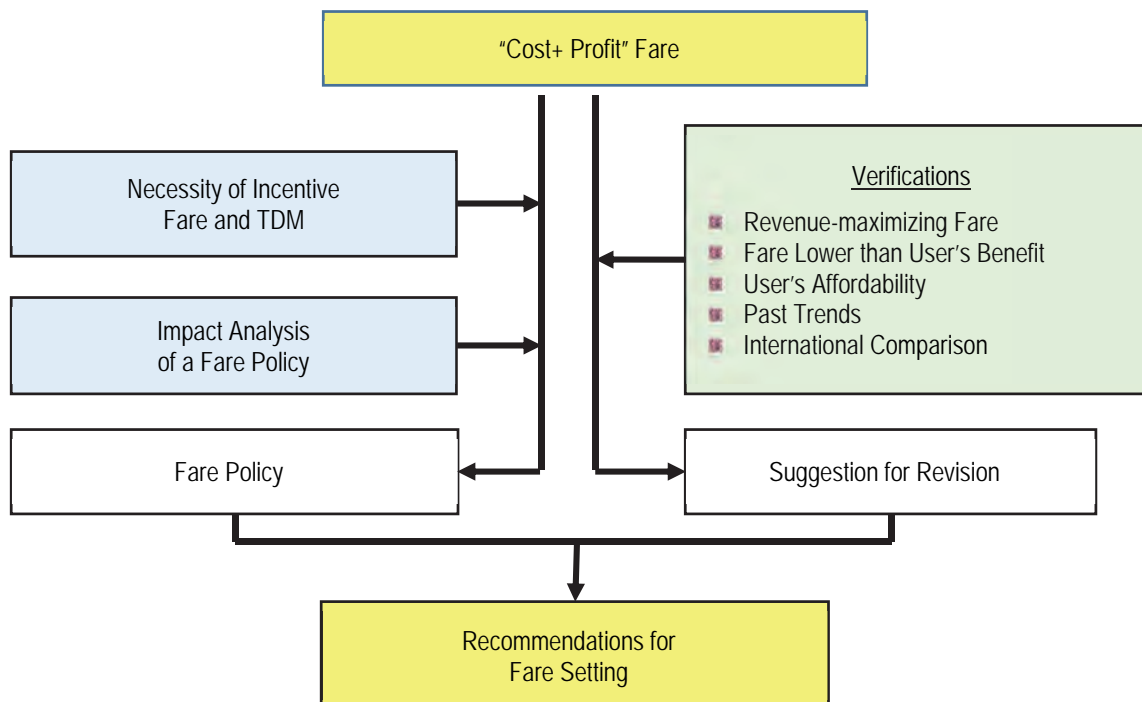 “Cost+ Profit” Fare
Necessity of Incentive
Fare and TDM
Impact Analysis
of a Fare Policy
Fare Policy
Verifications
Revenue-maximizing Fare
Fare Lower than User’s Benefit
User’s Affordability
Past Trends
International Comparison
Suggestion for Revision
Recommendations for
Fare Setting